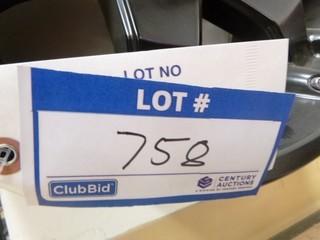 LOT NO
LOT #
758
ClubBid
CENTURY
AUCTIONS